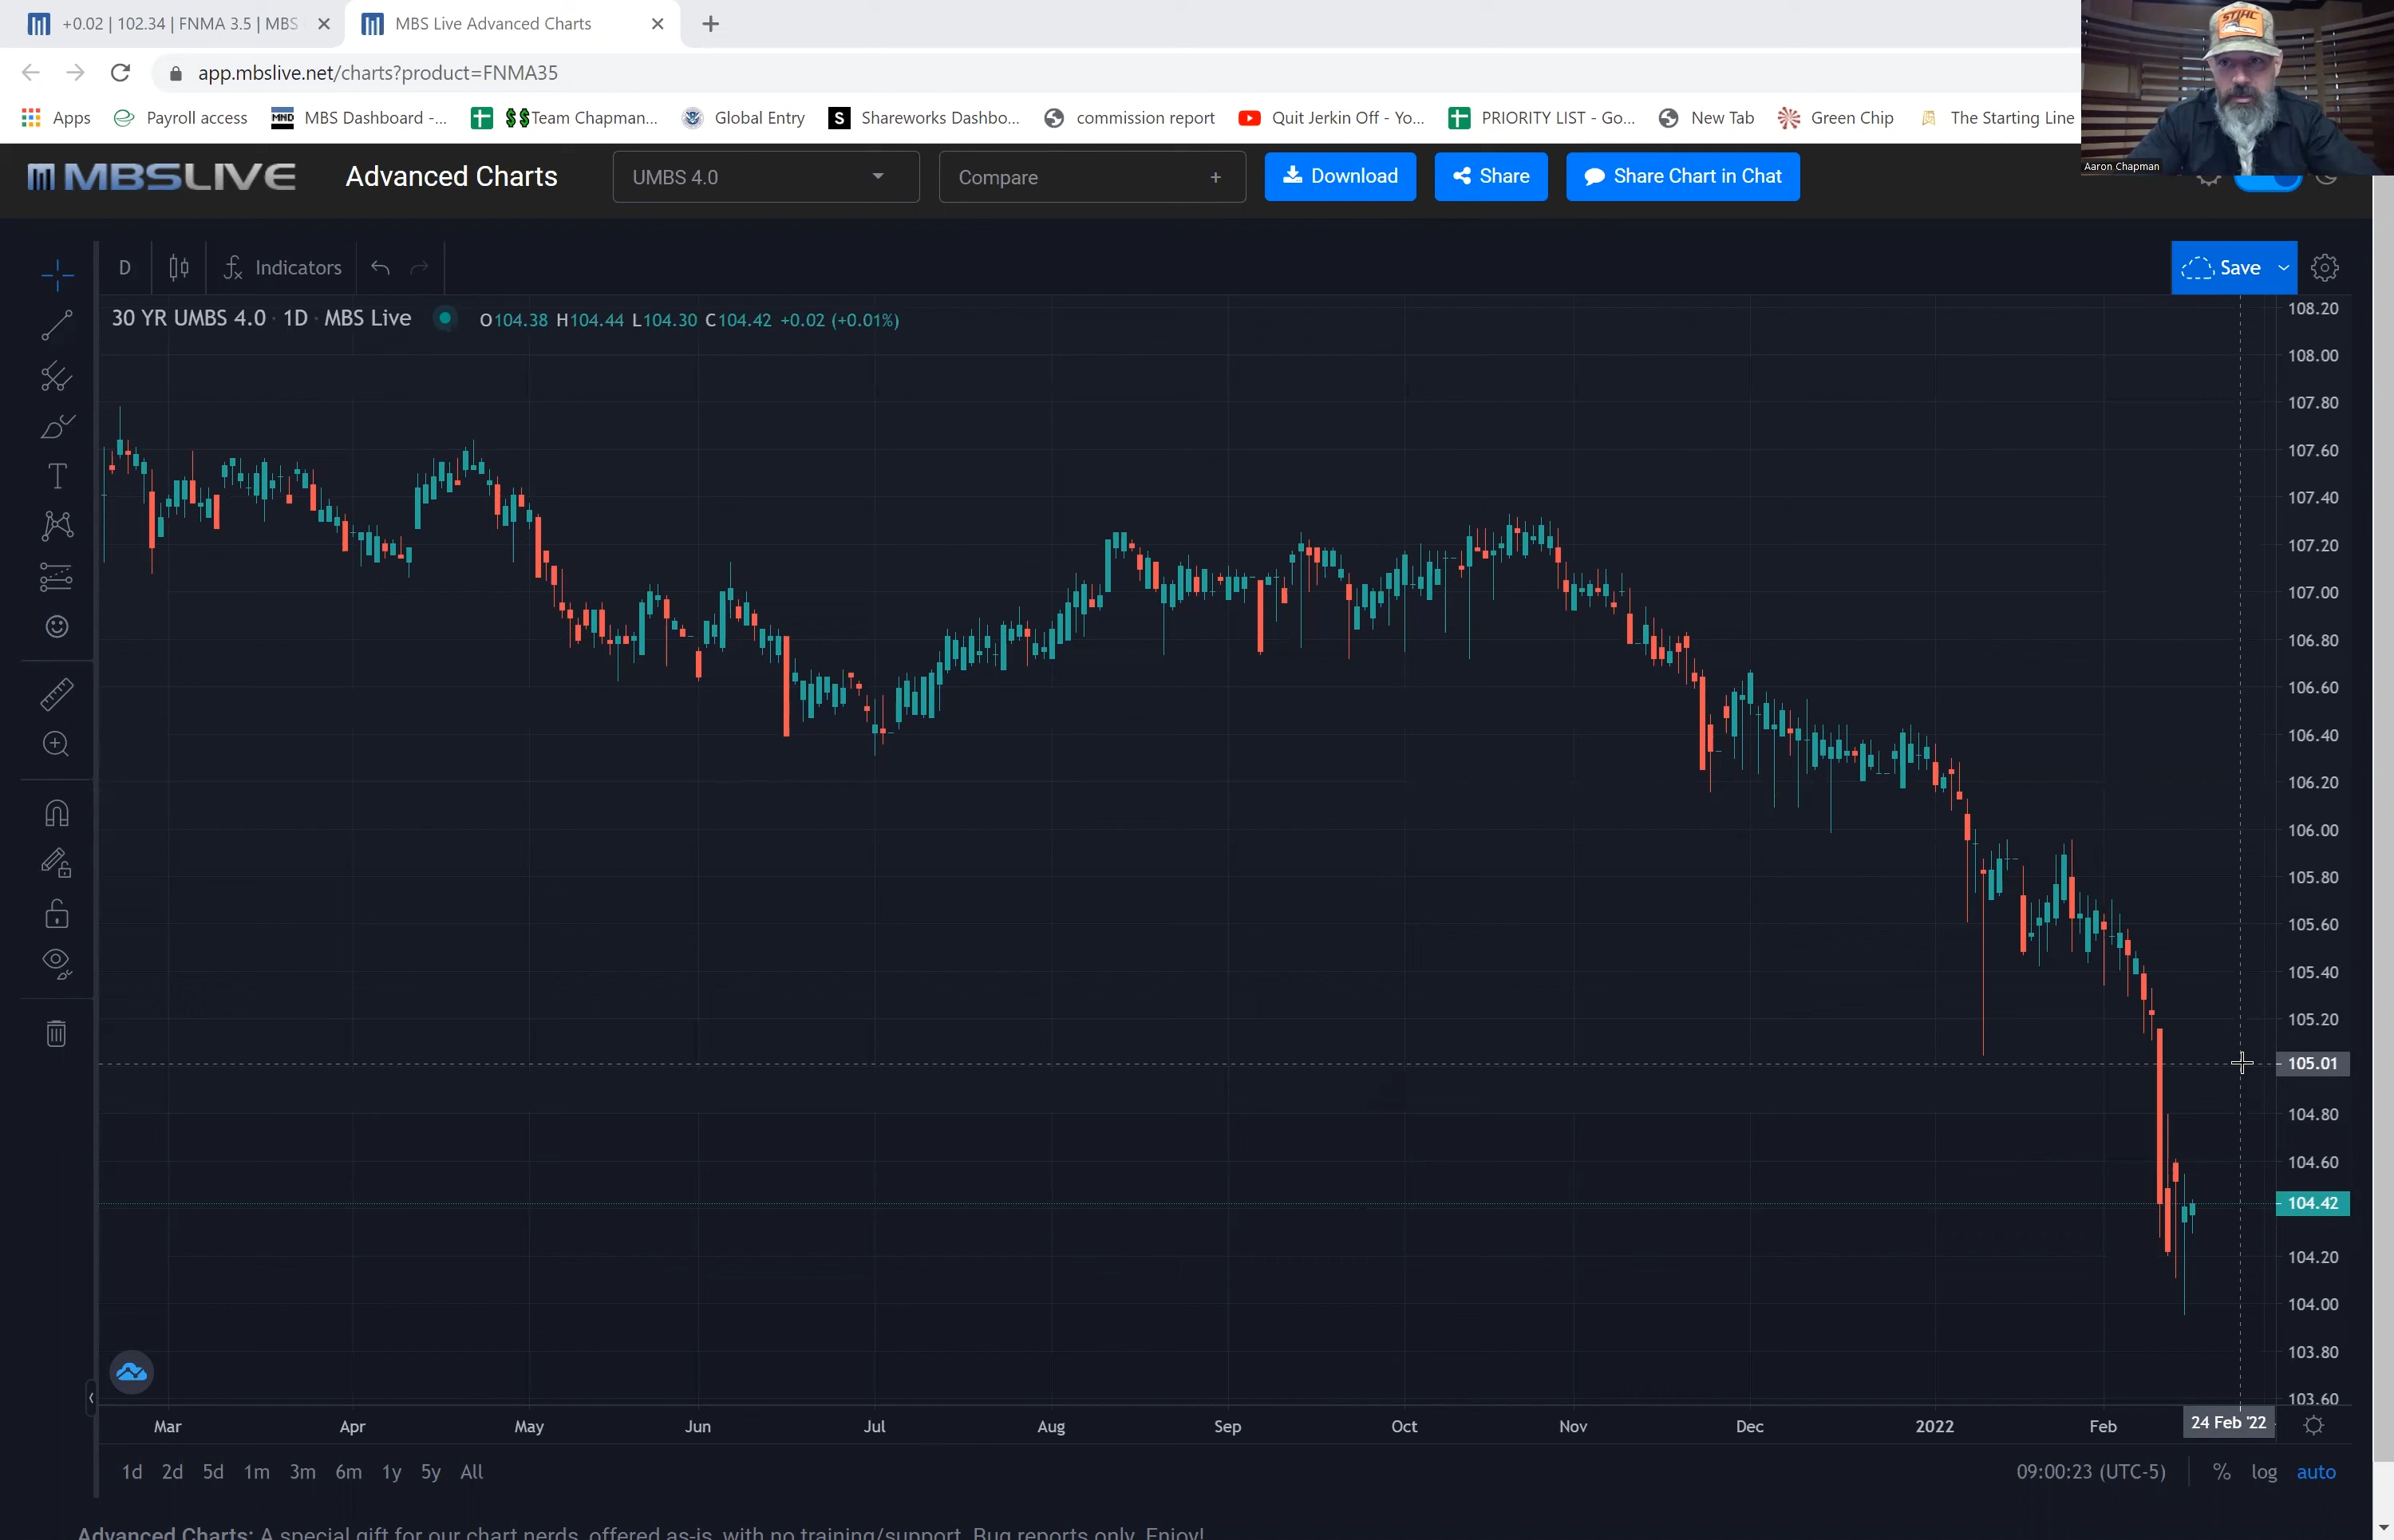 +0.02 | 102.34 | FNMA 3.5 | MBS
MBS Live Advanced Charts
app.mbslive.net/charts?product=FNMA35
Apps
Payroll access
MND
MBS Dashboard -...
$$Team Chapman...
Global Entry
S
Shareworks Dashbo...
commission report
Quit Jerkin Off - Yo...
PRIORITY LIST - Go...
New Tab
Green Chip
The Starting Line
STIHL
Aaron Chapman
MBSLIVE
Advanced Charts
UMBS 4.0
Compare
+
Download
Share
Share Chart in Chat
D
Indicators
Save
30 YR UMBS 4.0 · 1D · MBS Live
O104.38 H104.44 L104.30 C104.42 +0.02 (+0.01%)
108.20
108.00
107.80
107.60
107.40
107.20
107.00
106.80
106.60
106.40
106.20
106.00
105.80
105.60
105.40
105.20
105.01
104.80
104.60
104.42
104.20
104.00
103.80
103.60
Mar Apr May Jun Jul Aug Sep Oct Nov Dec 2022 Feb 24 Feb '22
1d 2d 5d 1m 3m 6m 1y 5y All
09:00:23 (UTC-5)
% log auto
Advanced Charts: A special gift for our chart nerds, offered as-is, with no training/support. Bug reports only. Enjoy!